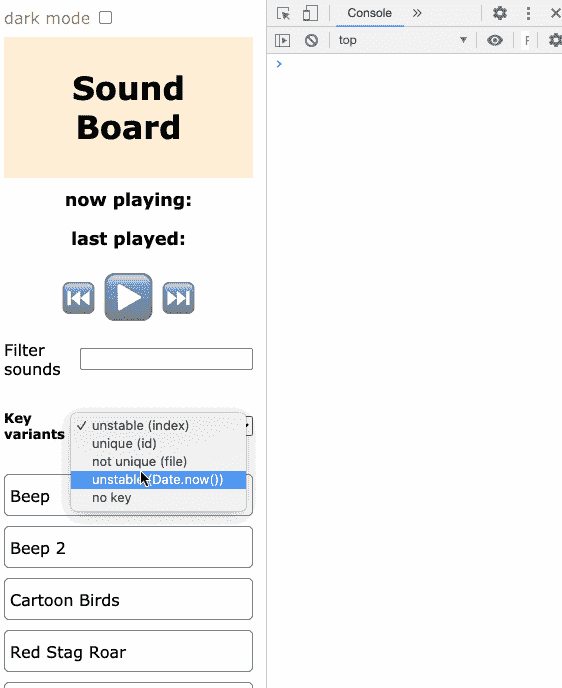 dark mode
Console
top
Sound
Board
now playing:
last played:
Filter
sounds
Key
variants
✓ unstable (index)
unique (id)
not unique (file)
unstable (Date.now())
no key
Beep
Beep 2
Cartoon Birds
Red Stag Roar